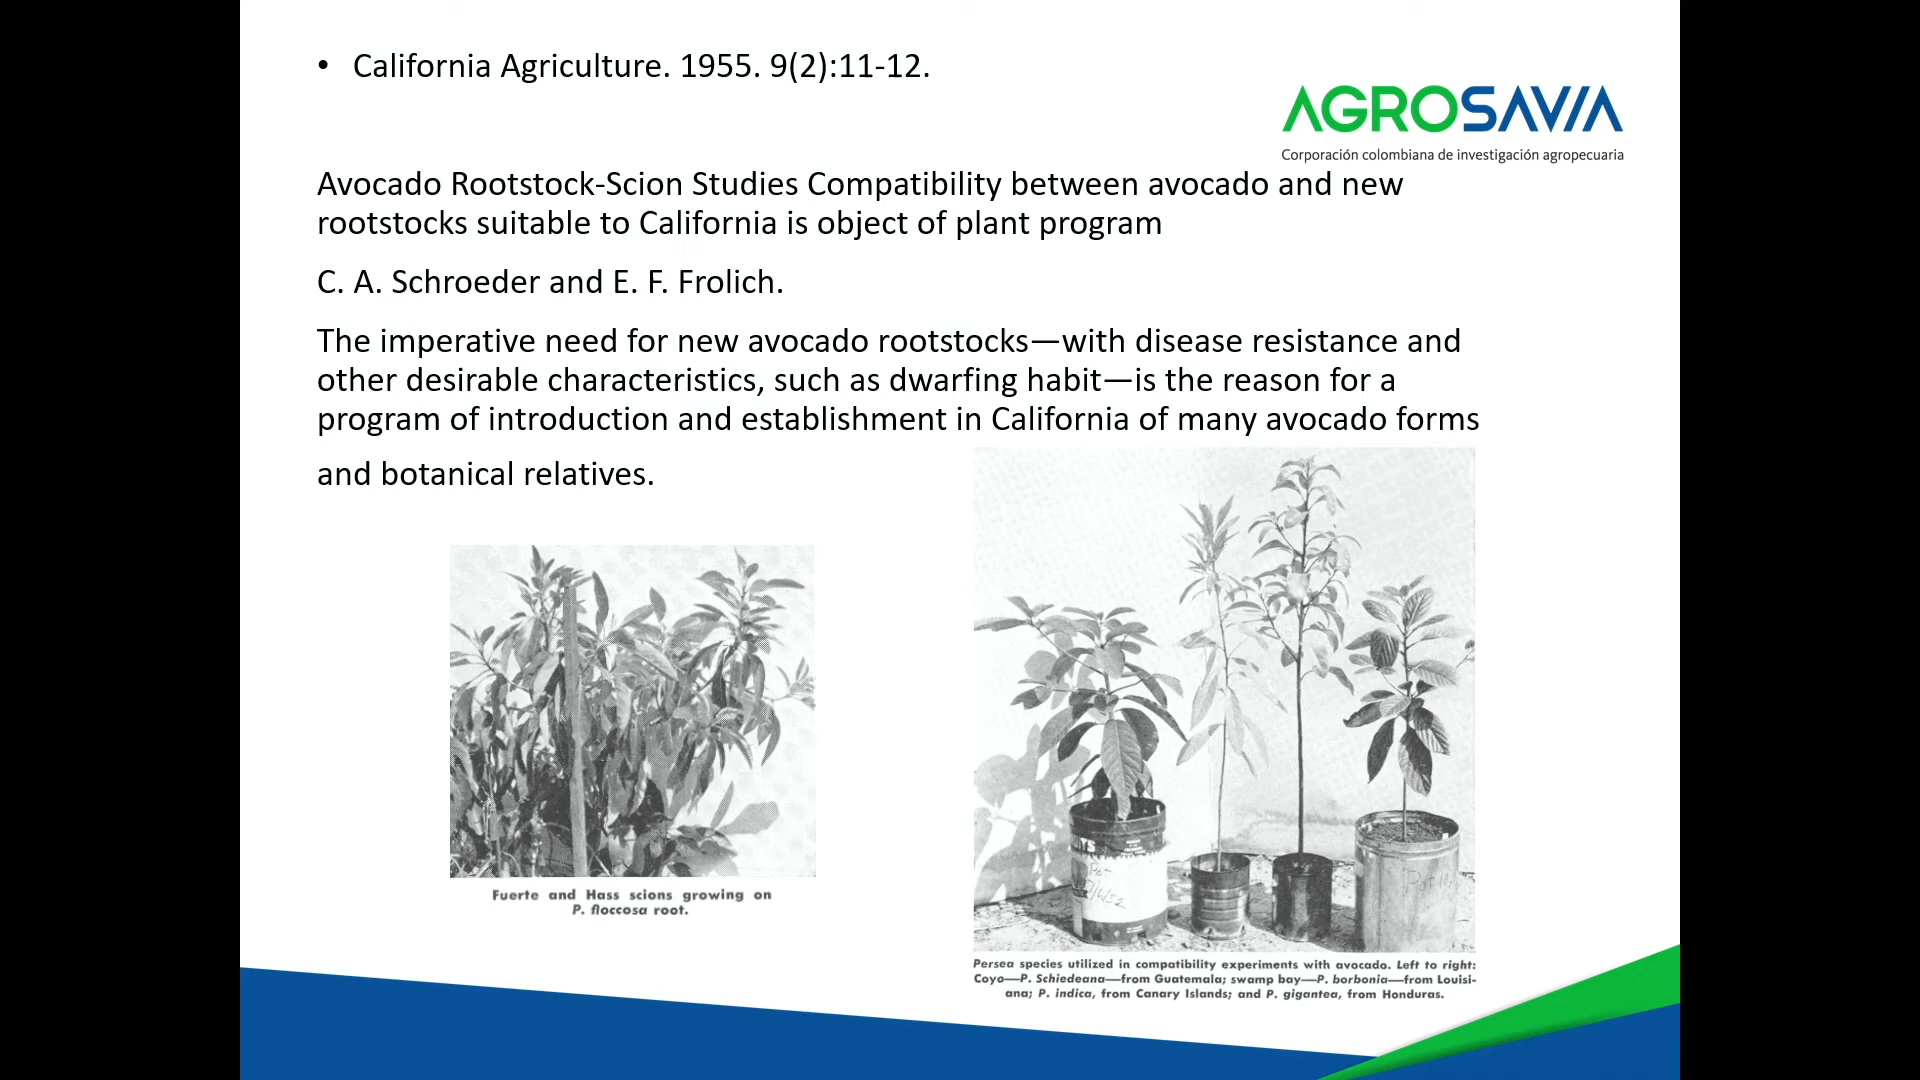 • California Agriculture. 1955. 9(2):11-12.
AGROSAVIA
Corporación colombiana de investigación agropecuaria
Avocado Rootstock-Scion Studies Compatibility between avocado and new
rootstocks suitable to California is object of plant program
C. A. Schroeder and E. F. Frolich.
The imperative need for new avocado rootstocks—with disease resistance and
other desirable characteristics, such as dwarfing habit—is the reason for a
program of introduction and establishment in California of many avocado forms
and botanical relatives.
Fuerte and Hass scions growing on
P. floccosa root.
Pot
Persea species utilized in compatibility experiments with avocado. Left to right:
Coyo—P. Schiedeana—from Guatemala; swamp bay—P. borbonia—from Louisi-
ana; P. indica, from Canary Islands; and P. gigantea, from Honduras.